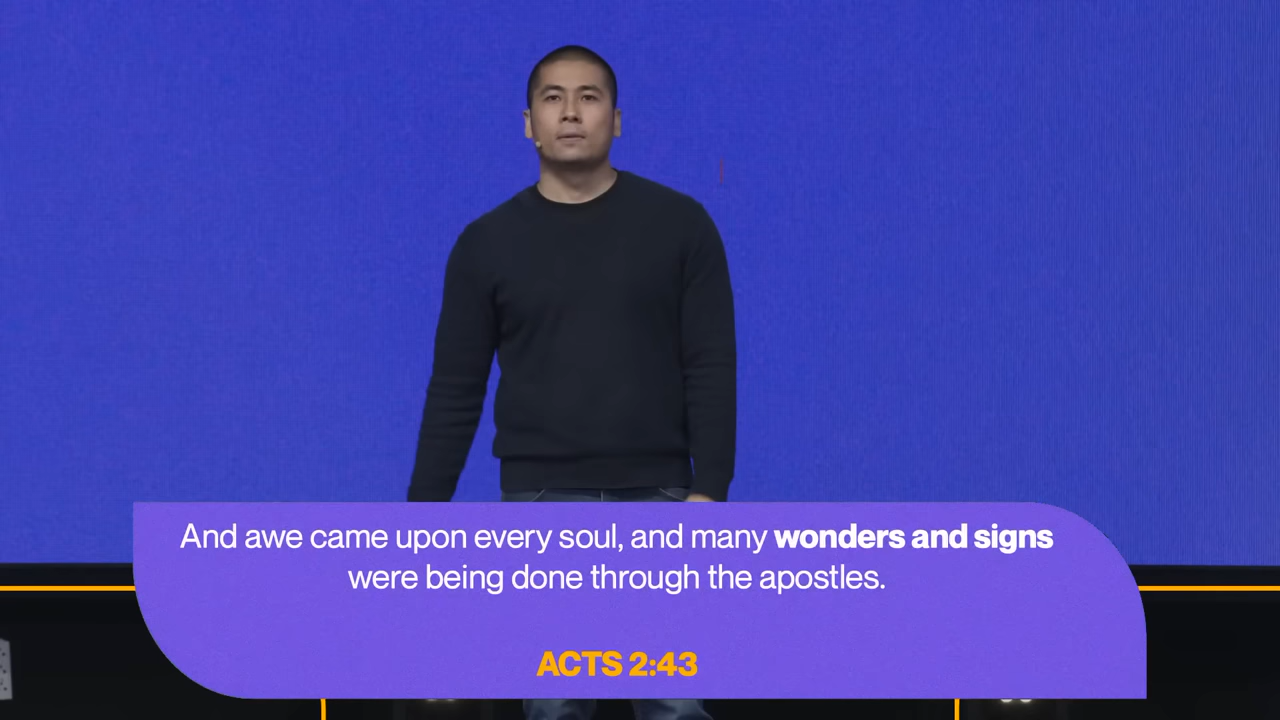 And awe came upon every soul, and many wonders and signs
were being done through the apostles.
ACTS 2:43